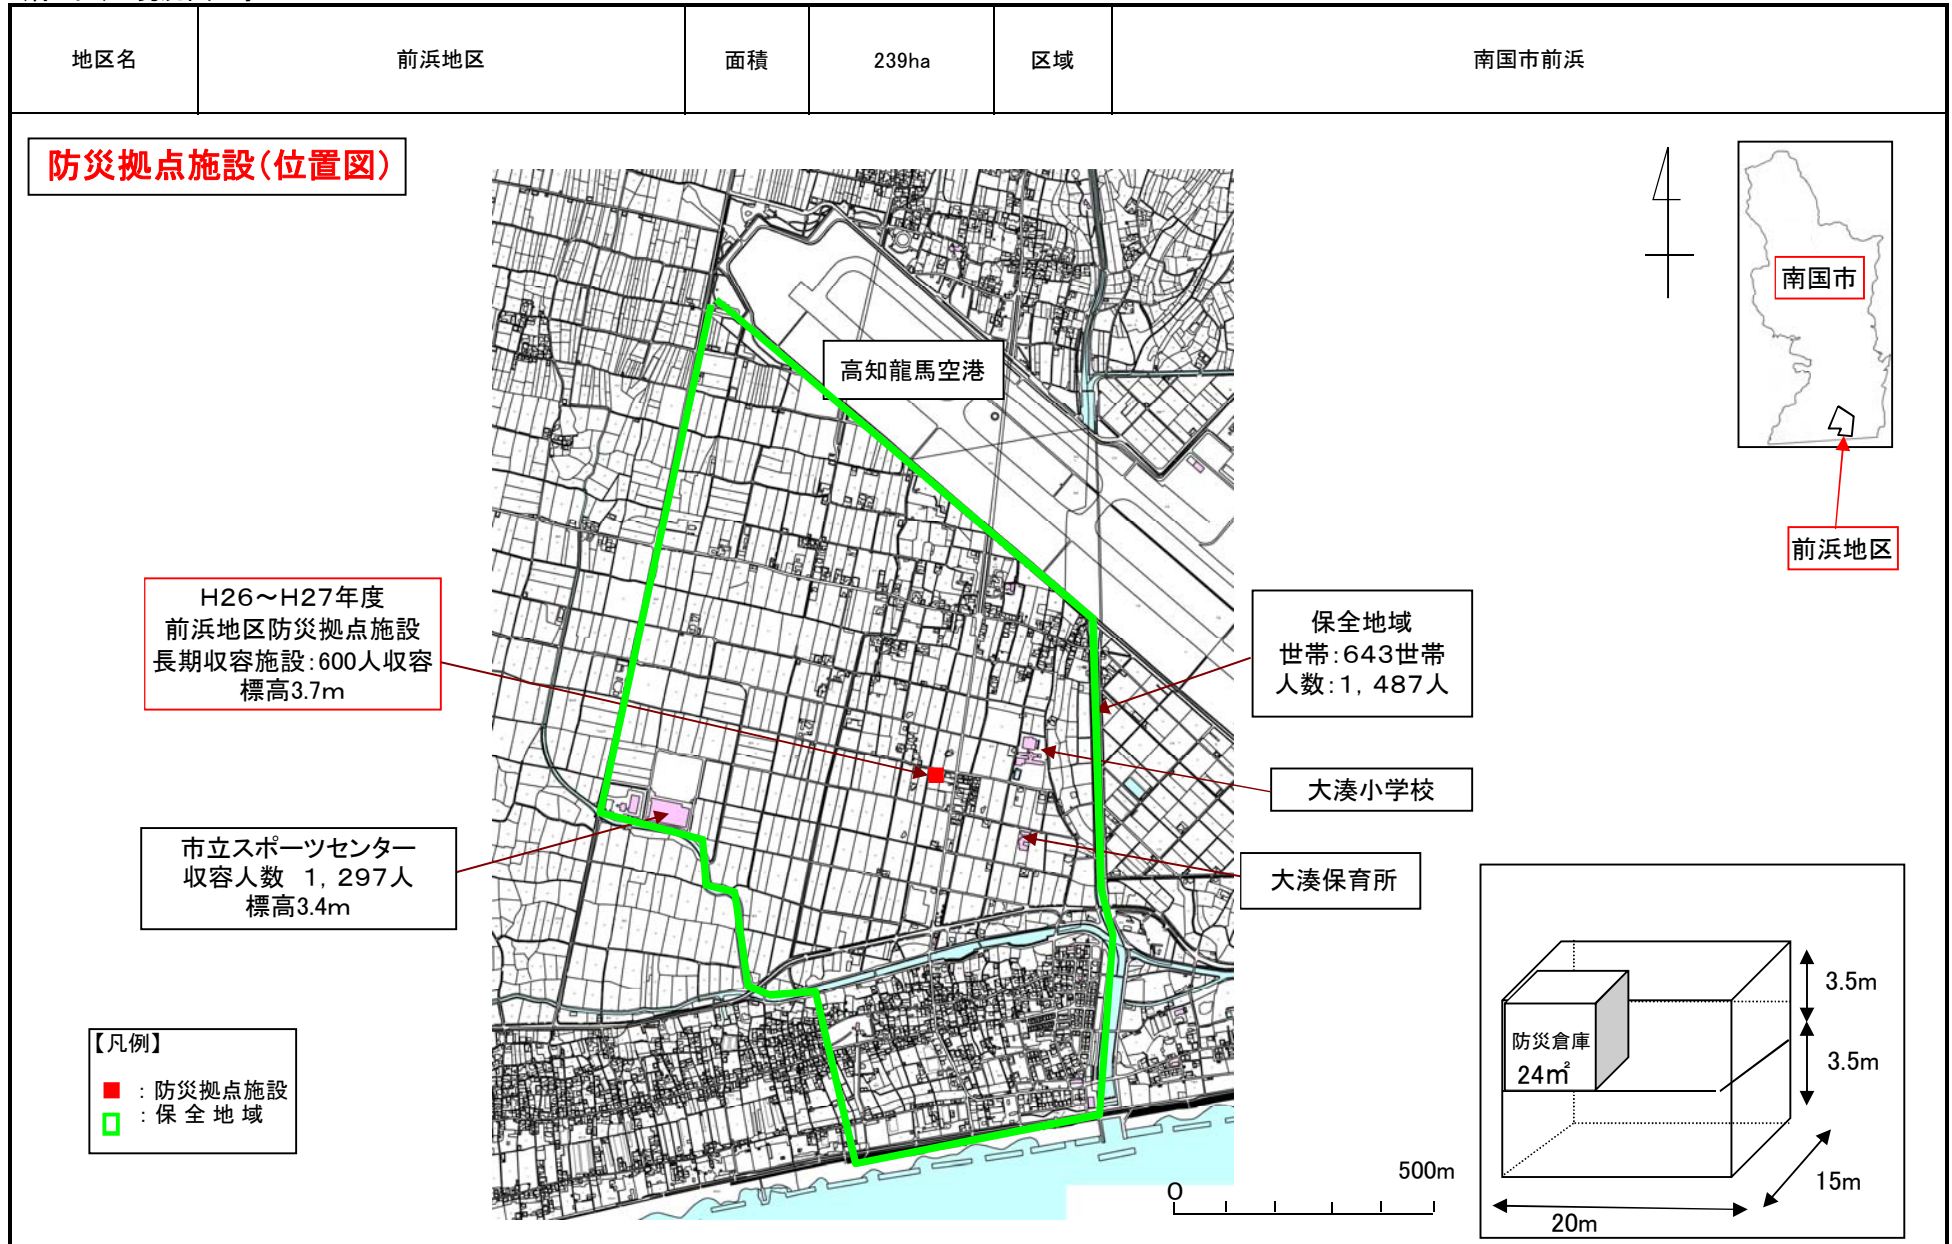 地区名 前浜地区 面積 239ha 区域 南国市前浜
防災拠点施設(位置図)
南国市
高知龍馬空港
前浜地区
H26～H27年度
前浜地区防災拠点施設
長期収容施設:600人収容
標高3.7m
保全地域
世帯:643世帯
人数:1,487人
大湊小学校
市立スポーツセンター
収容人数 1,297人
標高3.4m
大湊保育所
【凡例】
:防災拠点施設
:保全地域
0 500m
防災倉庫
24㎡
3.5m
3.5m
15m
20m